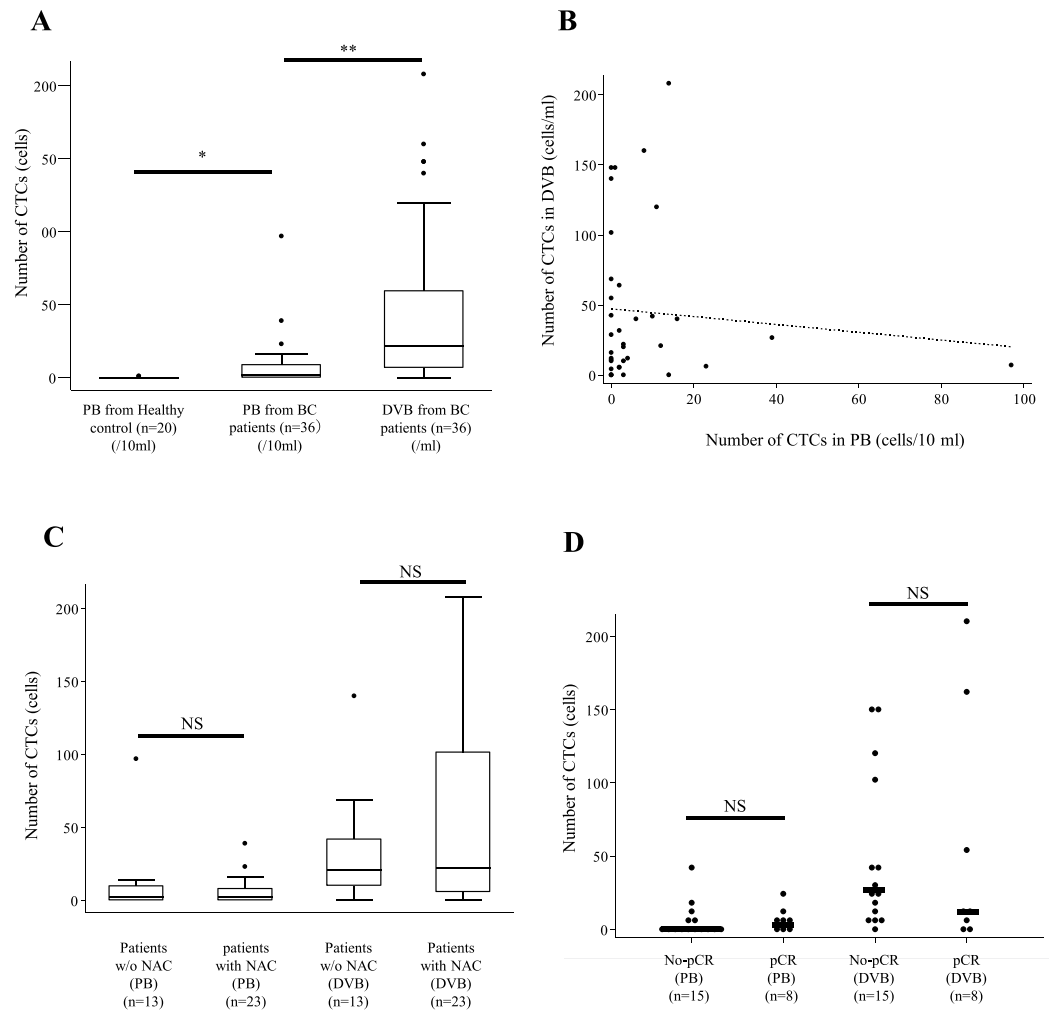 A
**
*
Number of CTCs (cells)
200
50
00
50
0
PB from Healthy
control (n=20)
(/10ml)
PB from BC
patients (n=36)
(/10ml)
DVB from BC
patients (n=36)
(/ml)
B
Number of CTCs in DVB (cells/ml)
200
150
100
50
0
0
20
40
60
80
100
Number of CTCs in PB (cells/10 ml)
C
NS
NS
Number of CTCs (cells)
200
150
100
50
0
Patients
w/o NAC
(PB)
(n=13)
patients
with NAC
(PB)
(n=23)
Patients
w/o NAC
(DVB)
(n=13)
Patients
with NAC
(DVB)
(n=23)
D
NS
NS
Number of CTCs (cells)
200
150
100
50
0
No-pCR
(PB)
(n=15)
pCR
(PB)
(n=8)
No-pCR
(DVB)
(n=15)
pCR
(DVB)
(n=8)